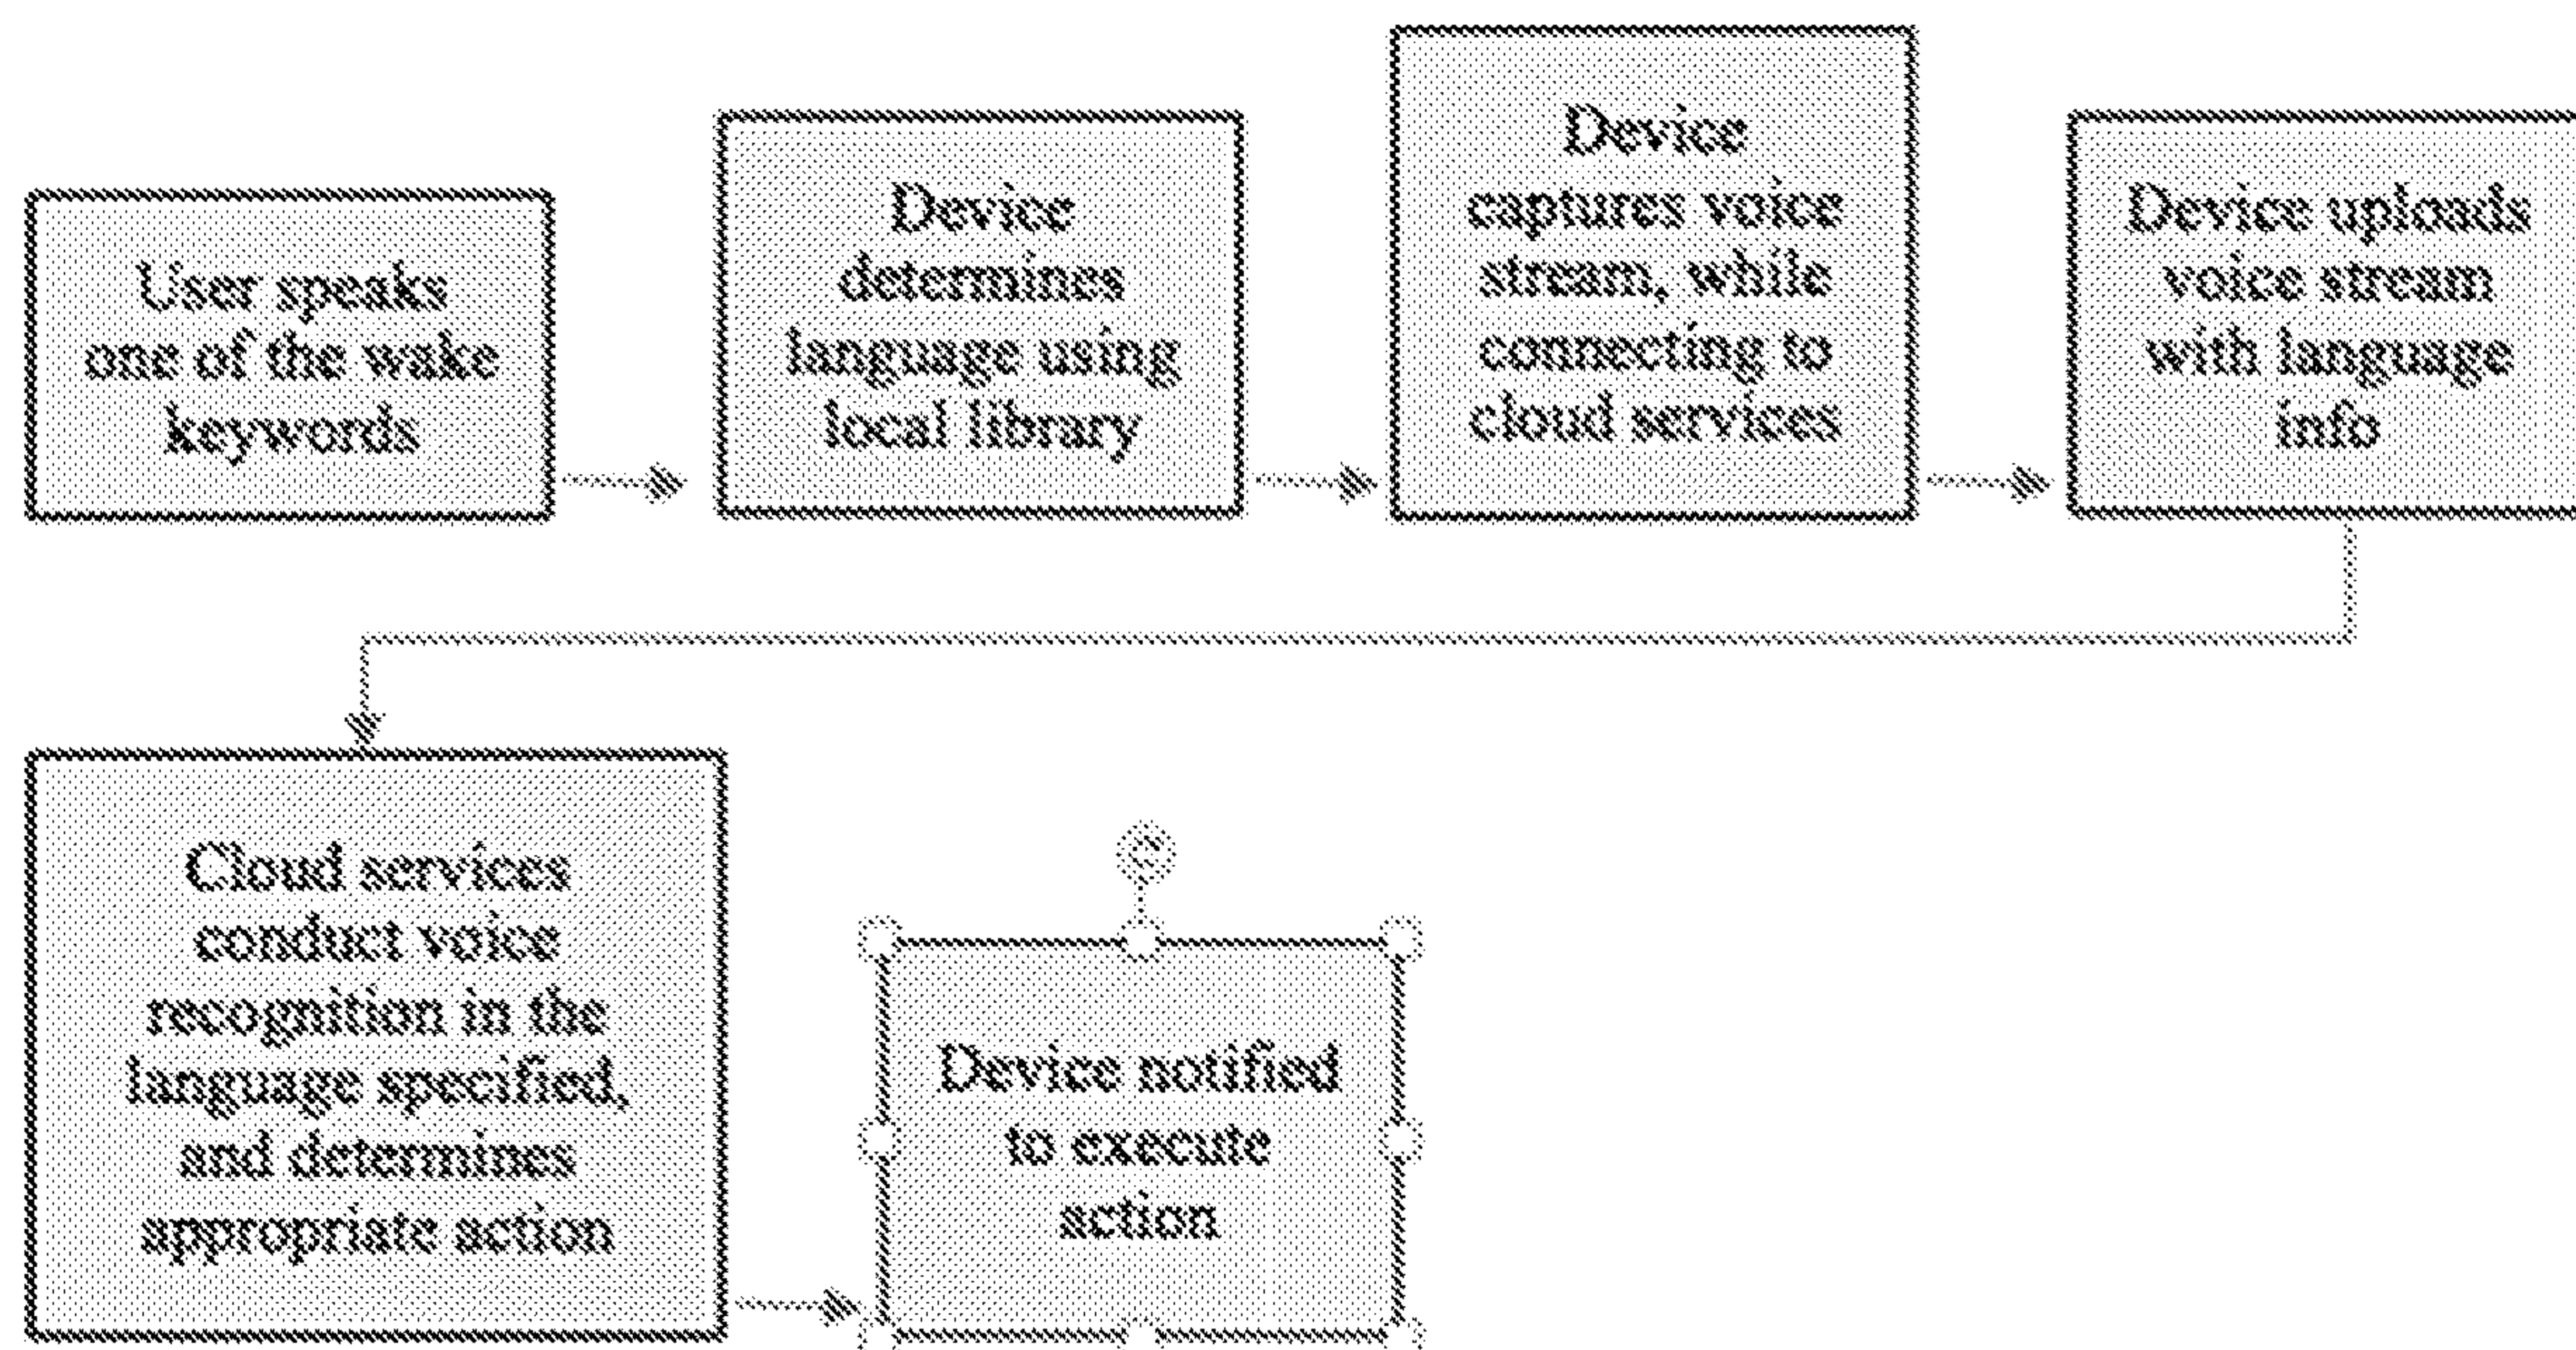 User speaks
one of the wake
keywords
Device
determines
language using
local library
Device
captures voice
stream, while
connecting to
cloud services
Device uploads
voice stream
with language
info
Cloud services
conduct voice
recognition in the
language specified,
and determines
appropriate action
Device notified
to execute
action